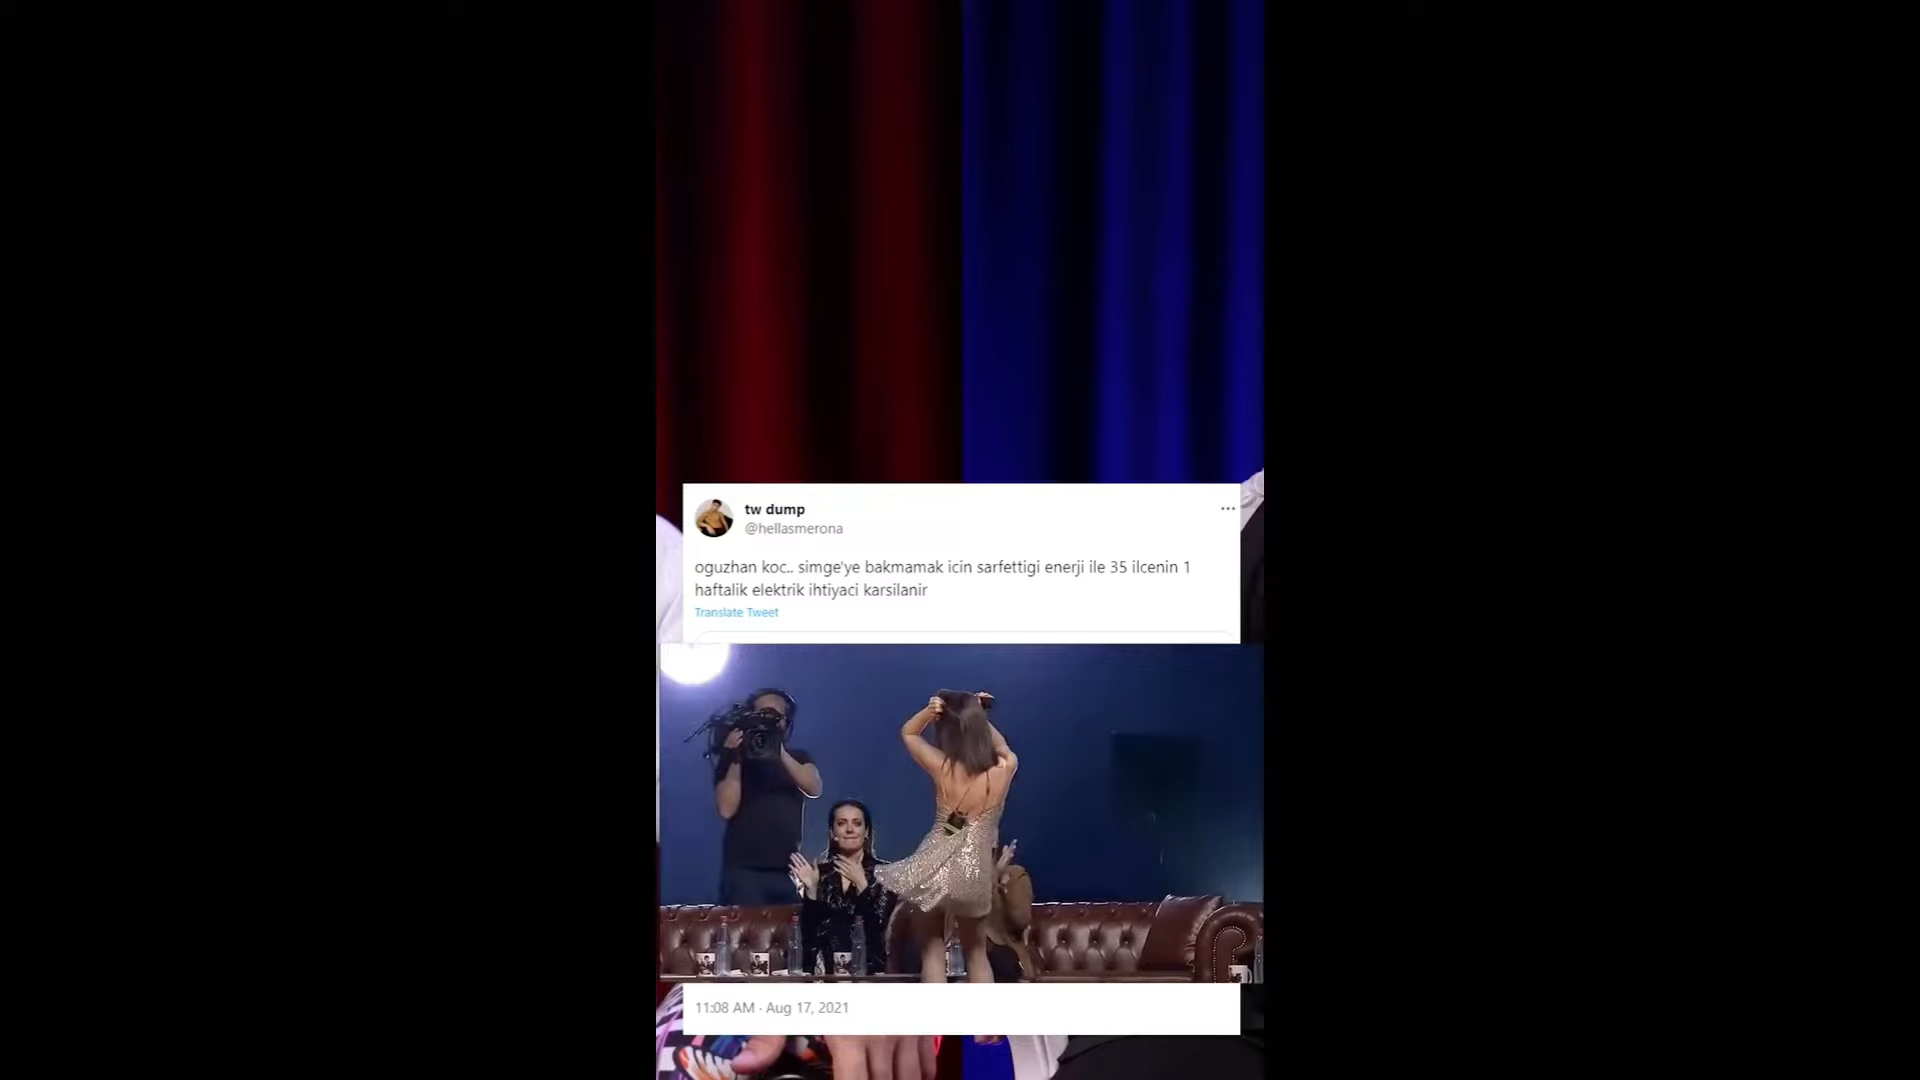 tw dump
@hellasmerona
oguzhan koc.. simge'ye bakmamak icin sarfettigi enerji ile 35 ilcenin 1
haftalik elektrik ihtiyaci karsilanir
Translate Tweet
11:08 AM · Aug 17, 2021